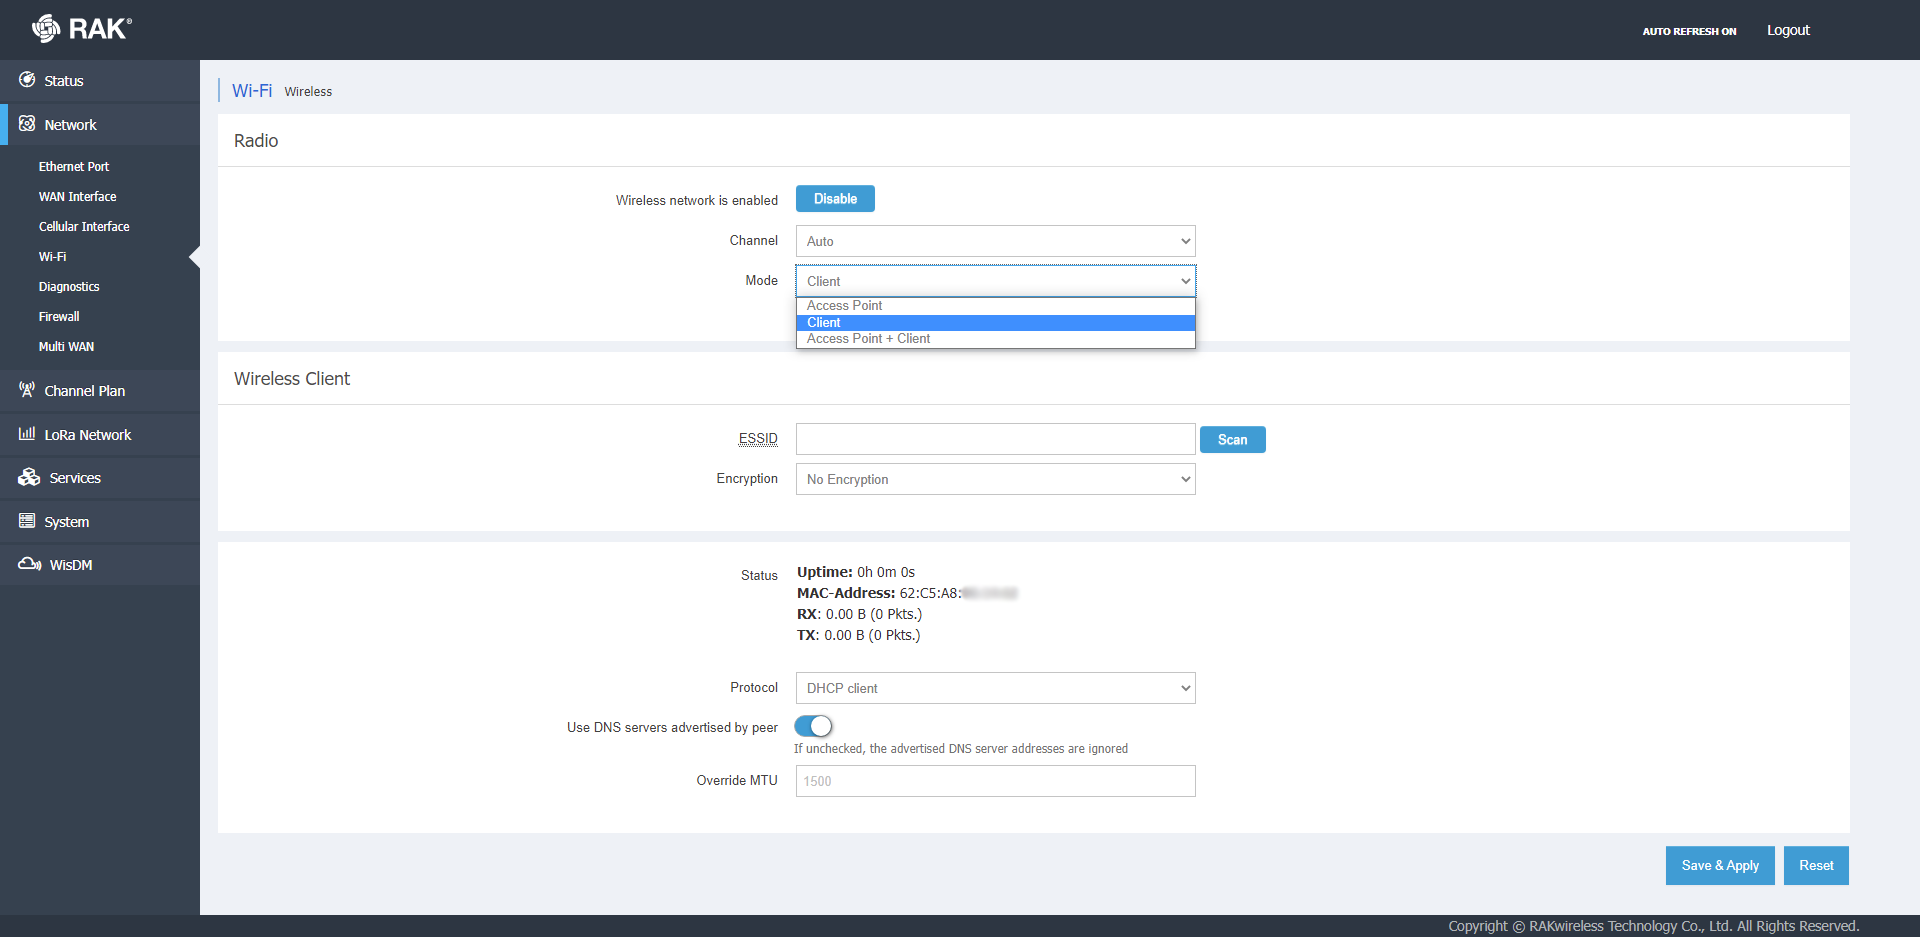 RAK®
AUTO REFRESH ON
Logout
Status
Network
Ethernet Port
WAN Interface
Cellular Interface
Wi-Fi
Diagnostics
Firewall
Multi WAN
Channel Plan
LoRa Network
Services
System
WisDM
Wi-Fi Wireless
Radio
Wireless network is enabled Disable
Channel Auto
Mode Client
Access Point
Client
Access Point + Client
Wireless Client
ESSID Scan
Encryption No Encryption
Status Uptime: 0h 0m 0s
MAC-Address: 62:C5:A8:
RX: 0.00 B (0 Pkts.)
TX: 0.00 B (0 Pkts.)
Protocol DHCP client
Use DNS servers advertised by peer
If unchecked, the advertised DNS server addresses are ignored
Override MTU 1500
Save & Apply Reset
Copyright © RAKwireless Technology Co., Ltd. All Rights Reserved.